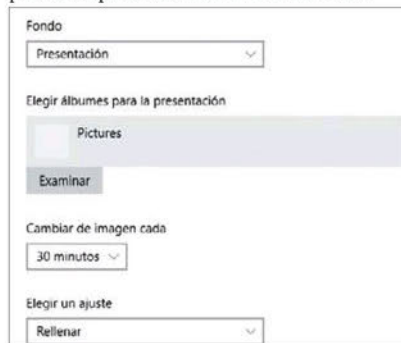 Fondo
Presentación
Elegir álbumes para la presentación
Pictures
Examinar
Cambiar de imagen cada
30 minutos
Elegir un ajuste
Rellenar